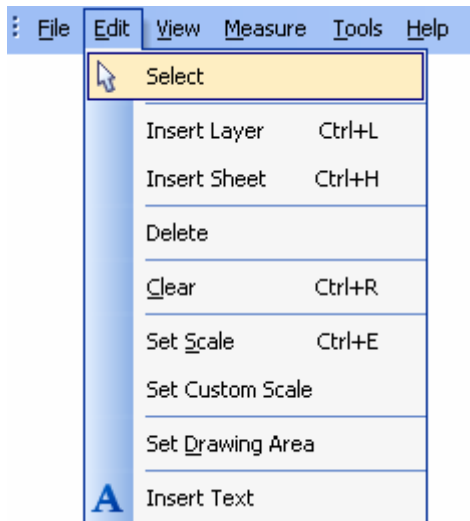 File Edit View Measure Tools Help
Select
Insert Layer Ctrl+L
Insert Sheet Ctrl+H
Delete
Clear Ctrl+R
Set Scale Ctrl+E
Set Custom Scale
Set Drawing Area
A Insert Text